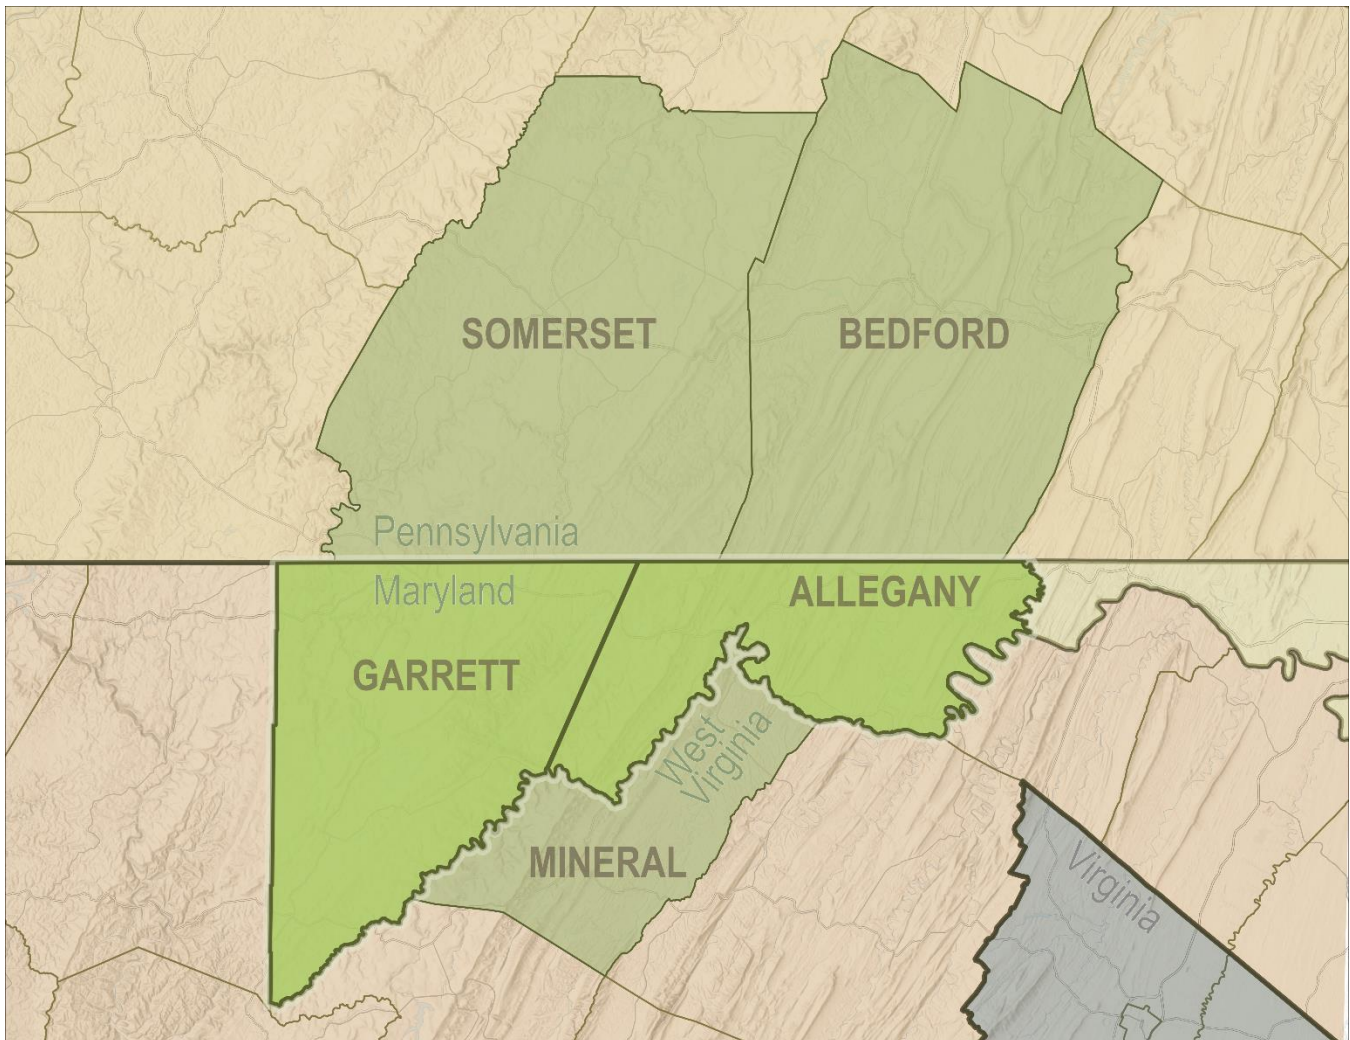 SOMERSET
BEDFORD
Pennsylvania
Maryland
ALLEGANY
GARRETT
West
Virginia
MINERAL
Virginia